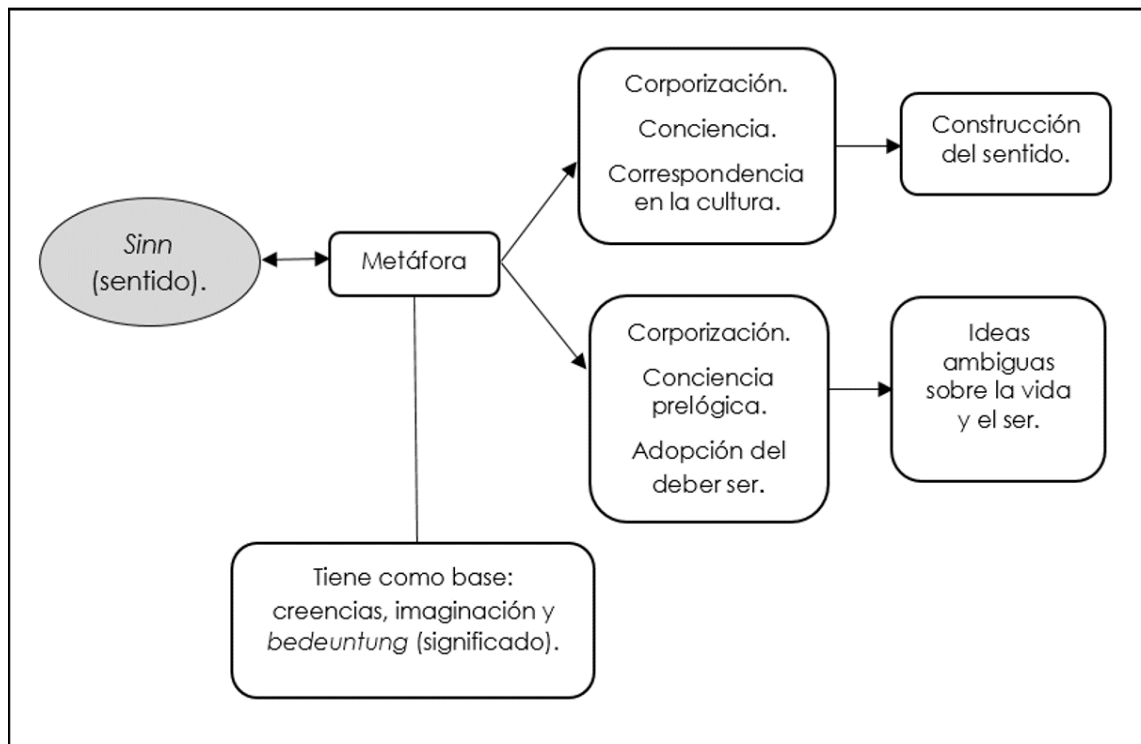 Sinn
(sentido).
Metáfora
Corporización.
Conciencia.
Correspondencia
en la cultura.
Construcción
del sentido.
Corporización.
Conciencia
prelógica.
Adopción del
deber ser.
Ideas
ambiguas
sobre la vida
y el ser.
Tiene como base:
creencias, imaginación y
bedeuntung (significado).